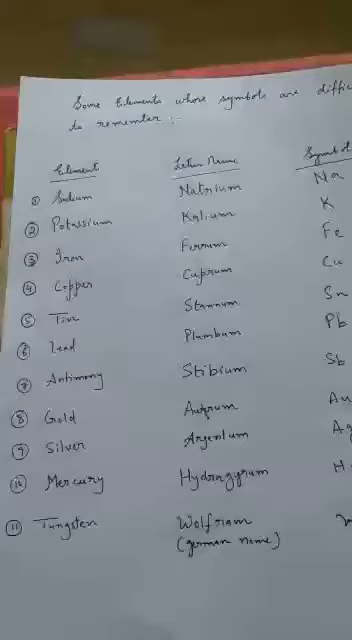 Some Elements whose symbols are diffic
to remember :
Element Latin Name Symbol
① Sodium Natrium Na
② Potassium Kalium K
③ Iron Ferrum Fe
④ Copper Cuprum Cu
⑤ Tin Stannum Sn
⑥ Lead Plumbum Pb
⑦ Antimony Stibium Sb
⑧ Gold Aurum Au
⑨ Silver Argentum Ag
⑩ Mercury Hydragyrum H
⑪ Tungsten Wolfram
(german name)